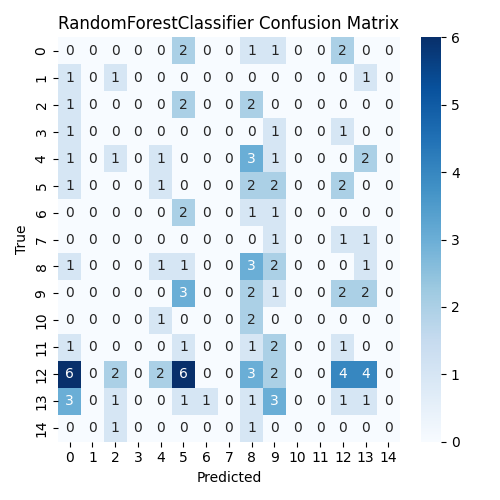 RandomForestClassifier Confusion Matrix
0 0 0 0 0 2 0 0 1 1 0 0 2 0 0
1 1 0 1 0 0 0 0 0 0 0 0 0 0 1 0
2 1 0 0 0 0 2 0 0 2 0 0 0 0 0 0
3 1 0 0 0 0 0 0 0 0 1 0 0 1 0 0
4 1 0 1 0 1 0 0 0 3 1 0 0 0 2 0
5 1 0 0 0 1 0 0 0 2 2 0 0 2 0 0
6 0 0 0 0 0 2 0 0 1 1 0 0 0 0 0
7 0 0 0 0 0 0 0 0 0 1 0 0 1 1 0
8 1 0 0 0 1 1 0 0 3 2 0 0 0 1 0
9 0 0 0 0 0 3 0 0 2 1 0 0 2 2 0
10 0 0 0 0 1 0 0 0 2 0 0 0 0 0 0
11 1 0 0 0 0 1 0 0 1 2 0 0 1 0 0
12 6 0 2 0 2 6 0 0 3 2 0 0 4 4 0
13 3 0 1 0 0 1 1 0 1 3 0 0 1 1 0
14 0 0 1 0 0 0 0 0 1 0 0 0 0 0 0
0 1 2 3 4 5 6 7 8 9 10 11 12 13 14
Predicted
True
6
5
4
3
2
1
0